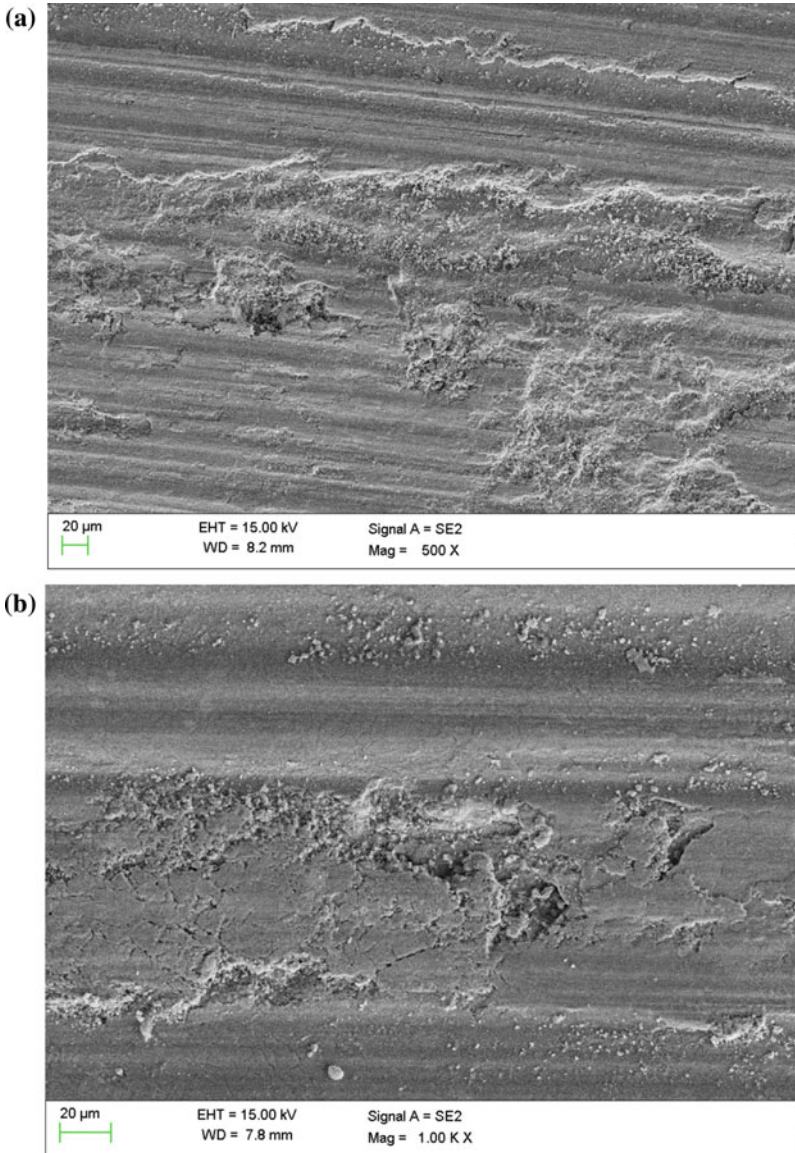 (a)
20 µm EHT = 15.00 kV Signal A = SE2
WD = 8.2 mm Mag = 500 X
(b)
20 µm EHT = 15.00 kV Signal A = SE2
WD = 7.8 mm Mag = 1.00 K X